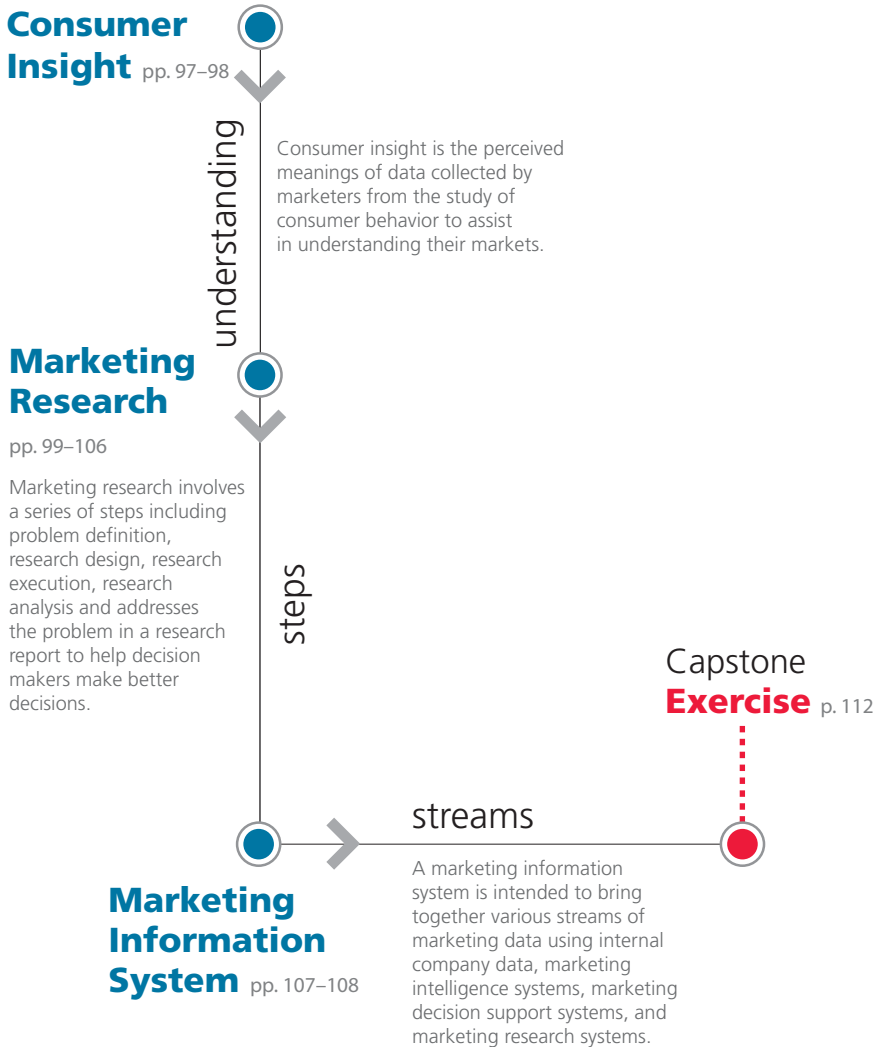 Consumer
Insight pp. 97–98
understanding
Consumer insight is the perceived
meanings of data collected by
marketers from the study of
consumer behavior to assist
in understanding their markets.
Marketing
Research
pp. 99–106
Marketing research involves
a series of steps including
problem definition,
research design, research
execution, research
analysis and addresses
the problem in a research
report to help decision
makers make better
decisions.
steps
Capstone
Exercise p. 112
streams
Marketing
Information
System pp. 107–108
A marketing information
system is intended to bring
together various streams of
marketing data using internal
company data, marketing
intelligence systems, marketing
decision support systems, and
marketing research systems.